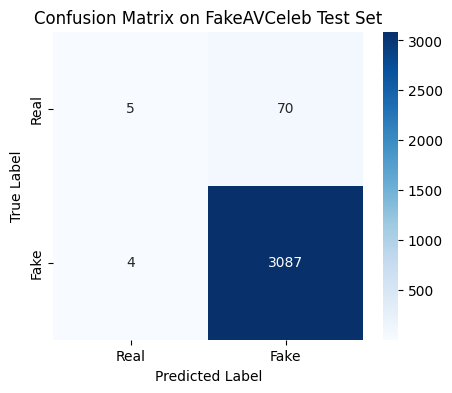 Confusion Matrix on FakeAVCeleb Test Set
True Label
Real
Fake
5
70
4
3087
Real
Fake
Predicted Label
3000
2500
2000
1500
1000
500